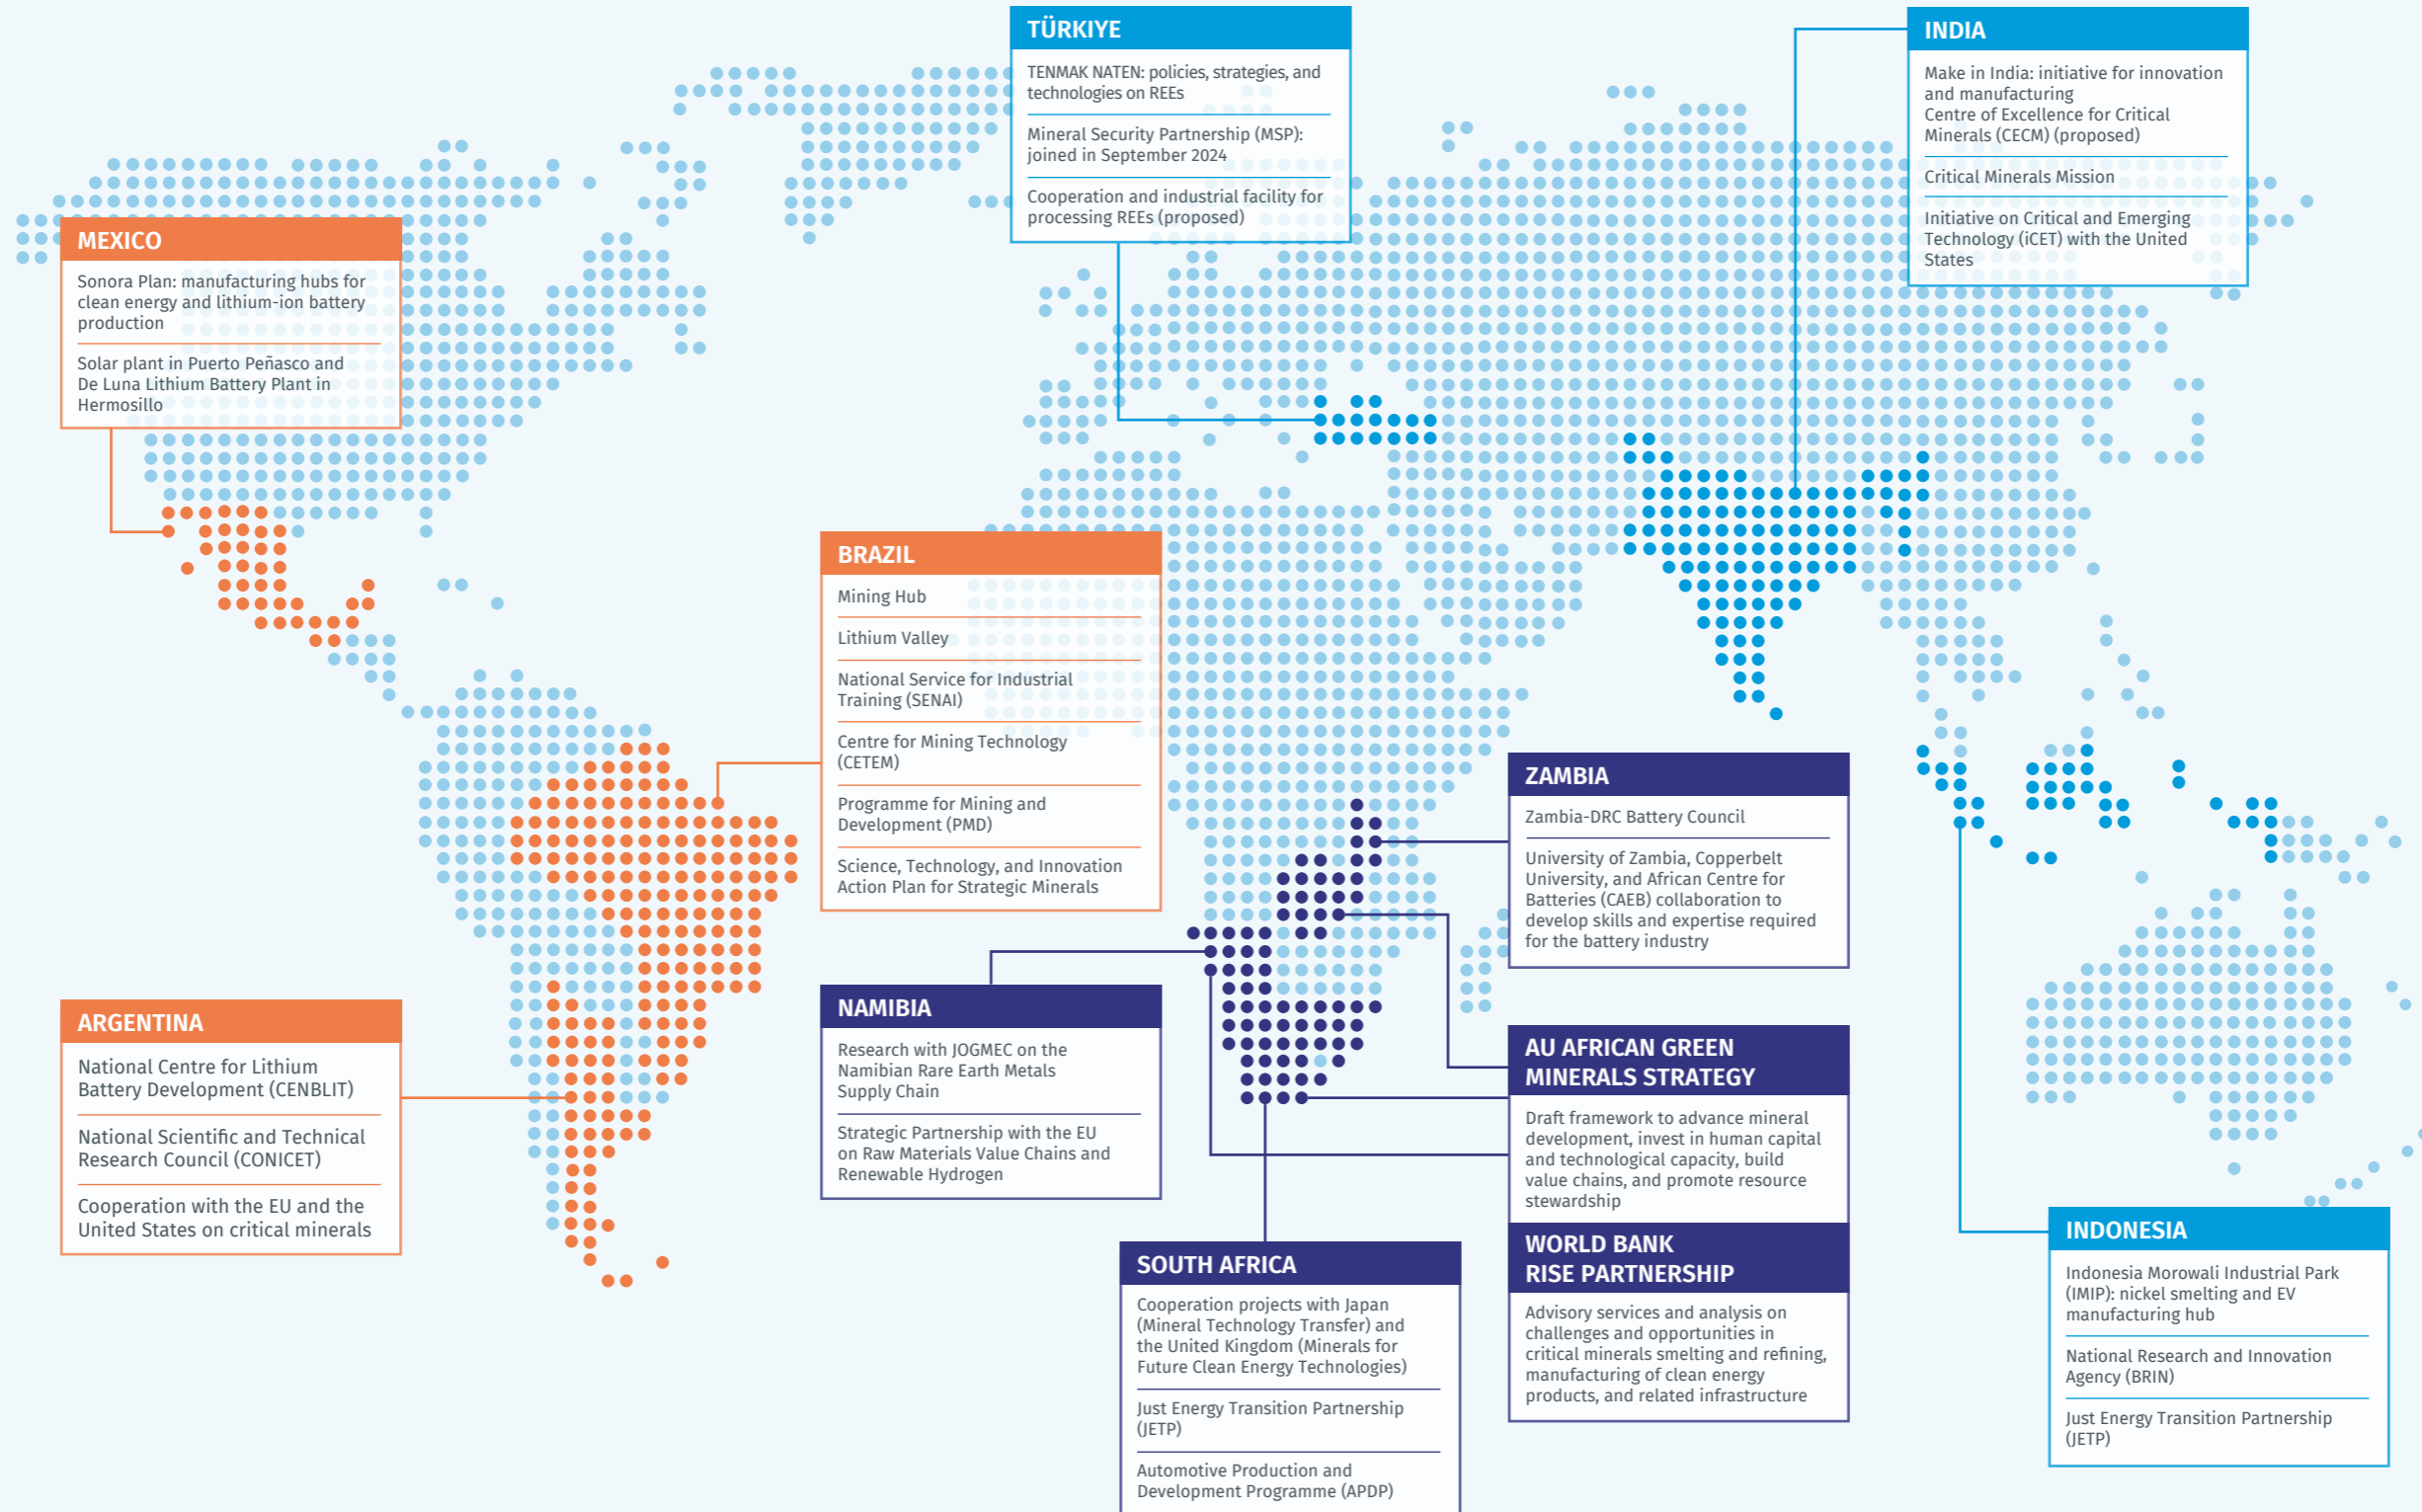 TÜRKIYE
TENMAK NATEN: policies, strategies, and
technologies on REEs
Mineral Security Partnership (MSP):
joined in September 2024
Cooperation and industrial facility for
processing REEs (proposed)
INDIA
Make in India: initiative for innovation
and manufacturing
Centre of Excellence for Critical
Minerals (CECM) (proposed)
Critical Minerals Mission
Initiative on Critical and Emerging
Technology (iCET) with the United
States
MEXICO
Sonora Plan: manufacturing hubs for
clean energy and lithium-ion battery
production
Solar plant in Puerto Peñasco and
De Luna Lithium Battery Plant in
Hermosillo
BRAZIL
Mining Hub
Lithium Valley
National Service for Industrial
Training (SENAI)
Centre for Mining Technology
(CETEM)
Programme for Mining and
Development (PMD)
Science, Technology, and Innovation
Action Plan for Strategic Minerals
ZAMBIA
Zambia-DRC Battery Council
University of Zambia, Copperbelt
University, and African Centre for
Batteries (CAEB) collaboration to
develop skills and expertise required
for the battery industry
ARGENTINA
National Centre for Lithium
Battery Development (CENBLIT)
National Scientific and Technical
Research Council (CONICET)
Cooperation with the EU and the
United States on critical minerals
NAMIBIA
Research with JOGMEC on the
Namibian Rare Earth Metals
Supply Chain
Strategic Partnership with the EU
on Raw Materials Value Chains and
Renewable Hydrogen
AU AFRICAN GREEN
MINERALS STRATEGY
Draft framework to advance mineral
development, invest in human capital
and technological capacity, build
value chains, and promote resource
stewardship
WORLD BANK
RISE PARTNERSHIP
Advisory services and analysis on
challenges and opportunities in
critical minerals smelting and refining,
manufacturing of clean energy
products, and related infrastructure
SOUTH AFRICA
Cooperation projects with Japan
(Mineral Technology Transfer) and
the United Kingdom (Minerals for
Future Clean Energy Technologies)
Just Energy Transition Partnership
(JETP)
Automotive Production and
Development Programme (APDP)
INDONESIA
Indonesia Morowali Industrial Park
(IMIP): nickel smelting and EV
manufacturing hub
National Research and Innovation
Agency (BRIN)
Just Energy Transition Partnership
(JETP)